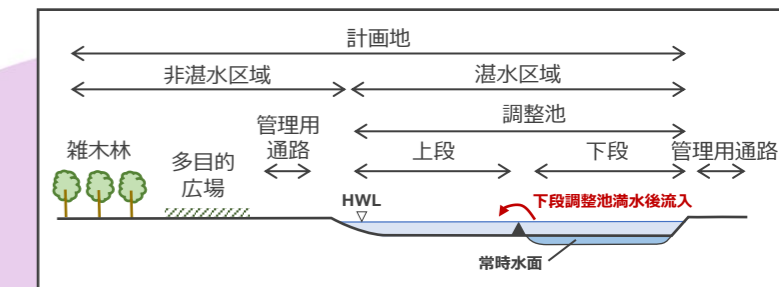 計画地
非湛水区域
湛水区域
調整池
管理用
通路
雑木林
多目的
広場
上段
下段
管理用通路
HWL
下段調整池満水後流入
常時水面